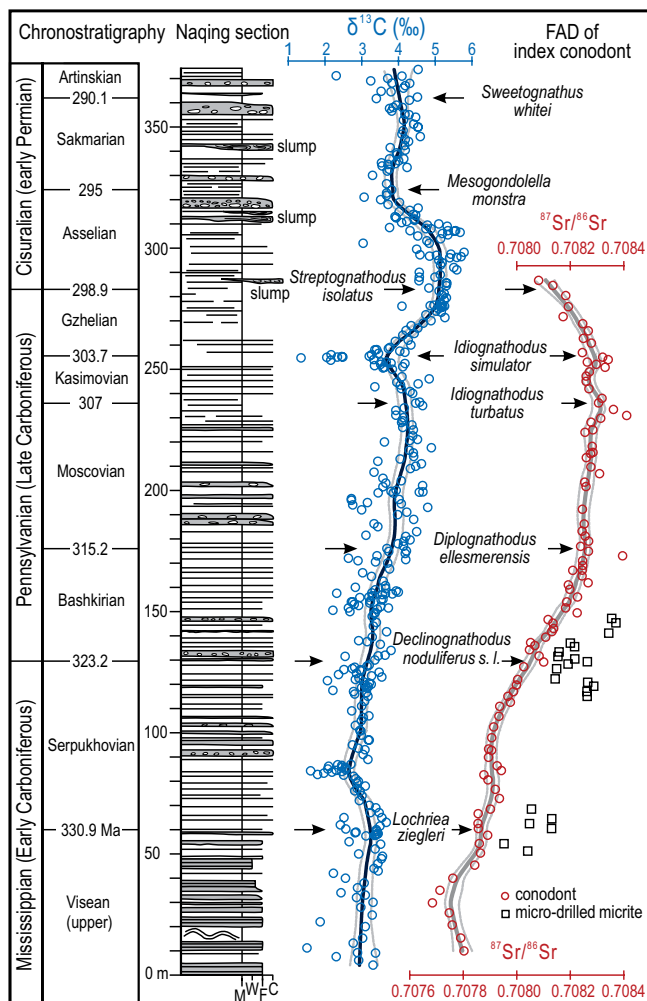 Chronostratigraphy
Naqing section
δ¹³C (‰)
FAD of
index conodont
1 2 3 4 5 6
Cisuralian (early Permian)
Pennsylvanian (Late Carboniferous)
Mississippian (Early Carboniferous)
Artinskian
290.1
Sakmarian
295
Asselian
298.9
Gzhelian
303.7
Kasimovian
307
Moscovian
315.2
Bashkirian
323.2
Serpukhovian
330.9 Ma
Visean
(upper)
350
300
250
200
150
100
50
0 m
slump
slump
slump
M W F C
Sweetognathus
whitei
Mesogondolella
monstra
⁸⁷Sr/⁸⁶Sr
0.7080 0.7082 0.7084
Streptognathodus
isolatus
Idiognathodus
simulator
Idiognathodus
turbatus
Diplognathodus
ellesmerensis
Declinognathodus
noduliferus s. l.
Lochriea
ziegleri
conodont
micro-drilled micrite
⁸⁷Sr/⁸⁶Sr
0.7076 0.7078 0.7080 0.7082 0.7084